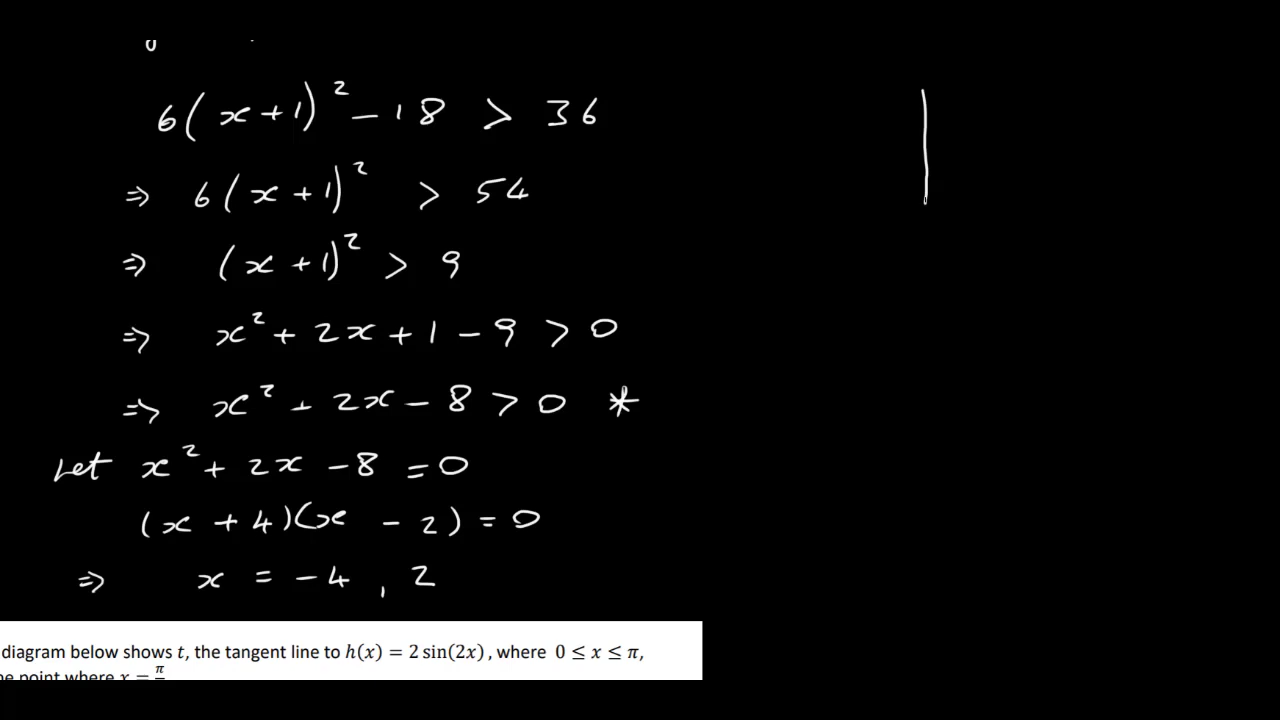 6(x+1)² - 18 > 36
⇒ 6(x+1)² > 54
⇒ (x+1)² > 9
⇒ x² + 2x + 1 - 9 > 0
⇒ x² + 2x - 8 > 0 *
Let x² + 2x - 8 = 0
(x + 4)(x - 2) = 0
⇒ x = -4 , 2
diagram below shows t, the tangent line to h(x) = 2 sin(2x), where 0 ≤ x ≤ π,
point where x = π